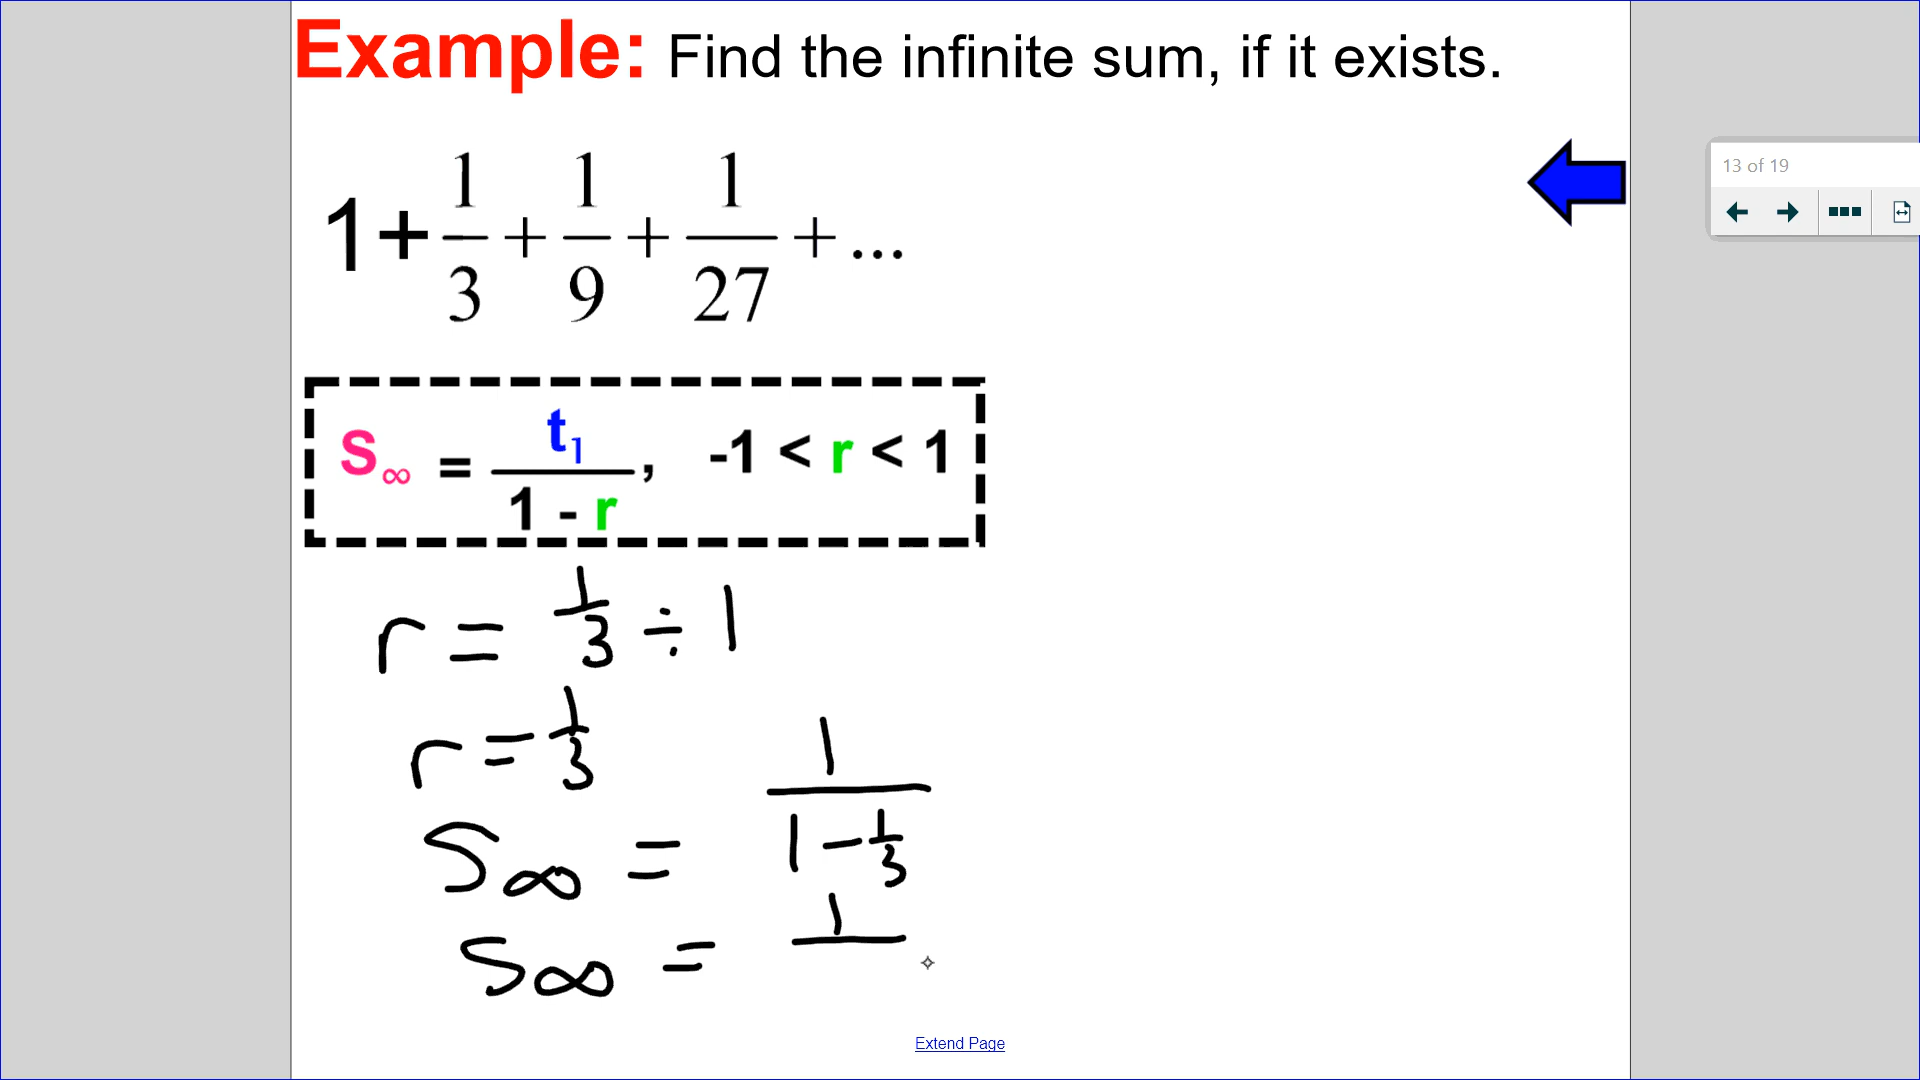 Example: Find the infinite sum, if it exists.
1+1/3+1/9+1/27+...
S∞ = t₁/(1 - r), -1 < r < 1
r = 1/3 ÷ 1
r = 1/3
S∞ = 1/(1 - 1/3)
S∞ = 1/
13 of 19
Extend Page